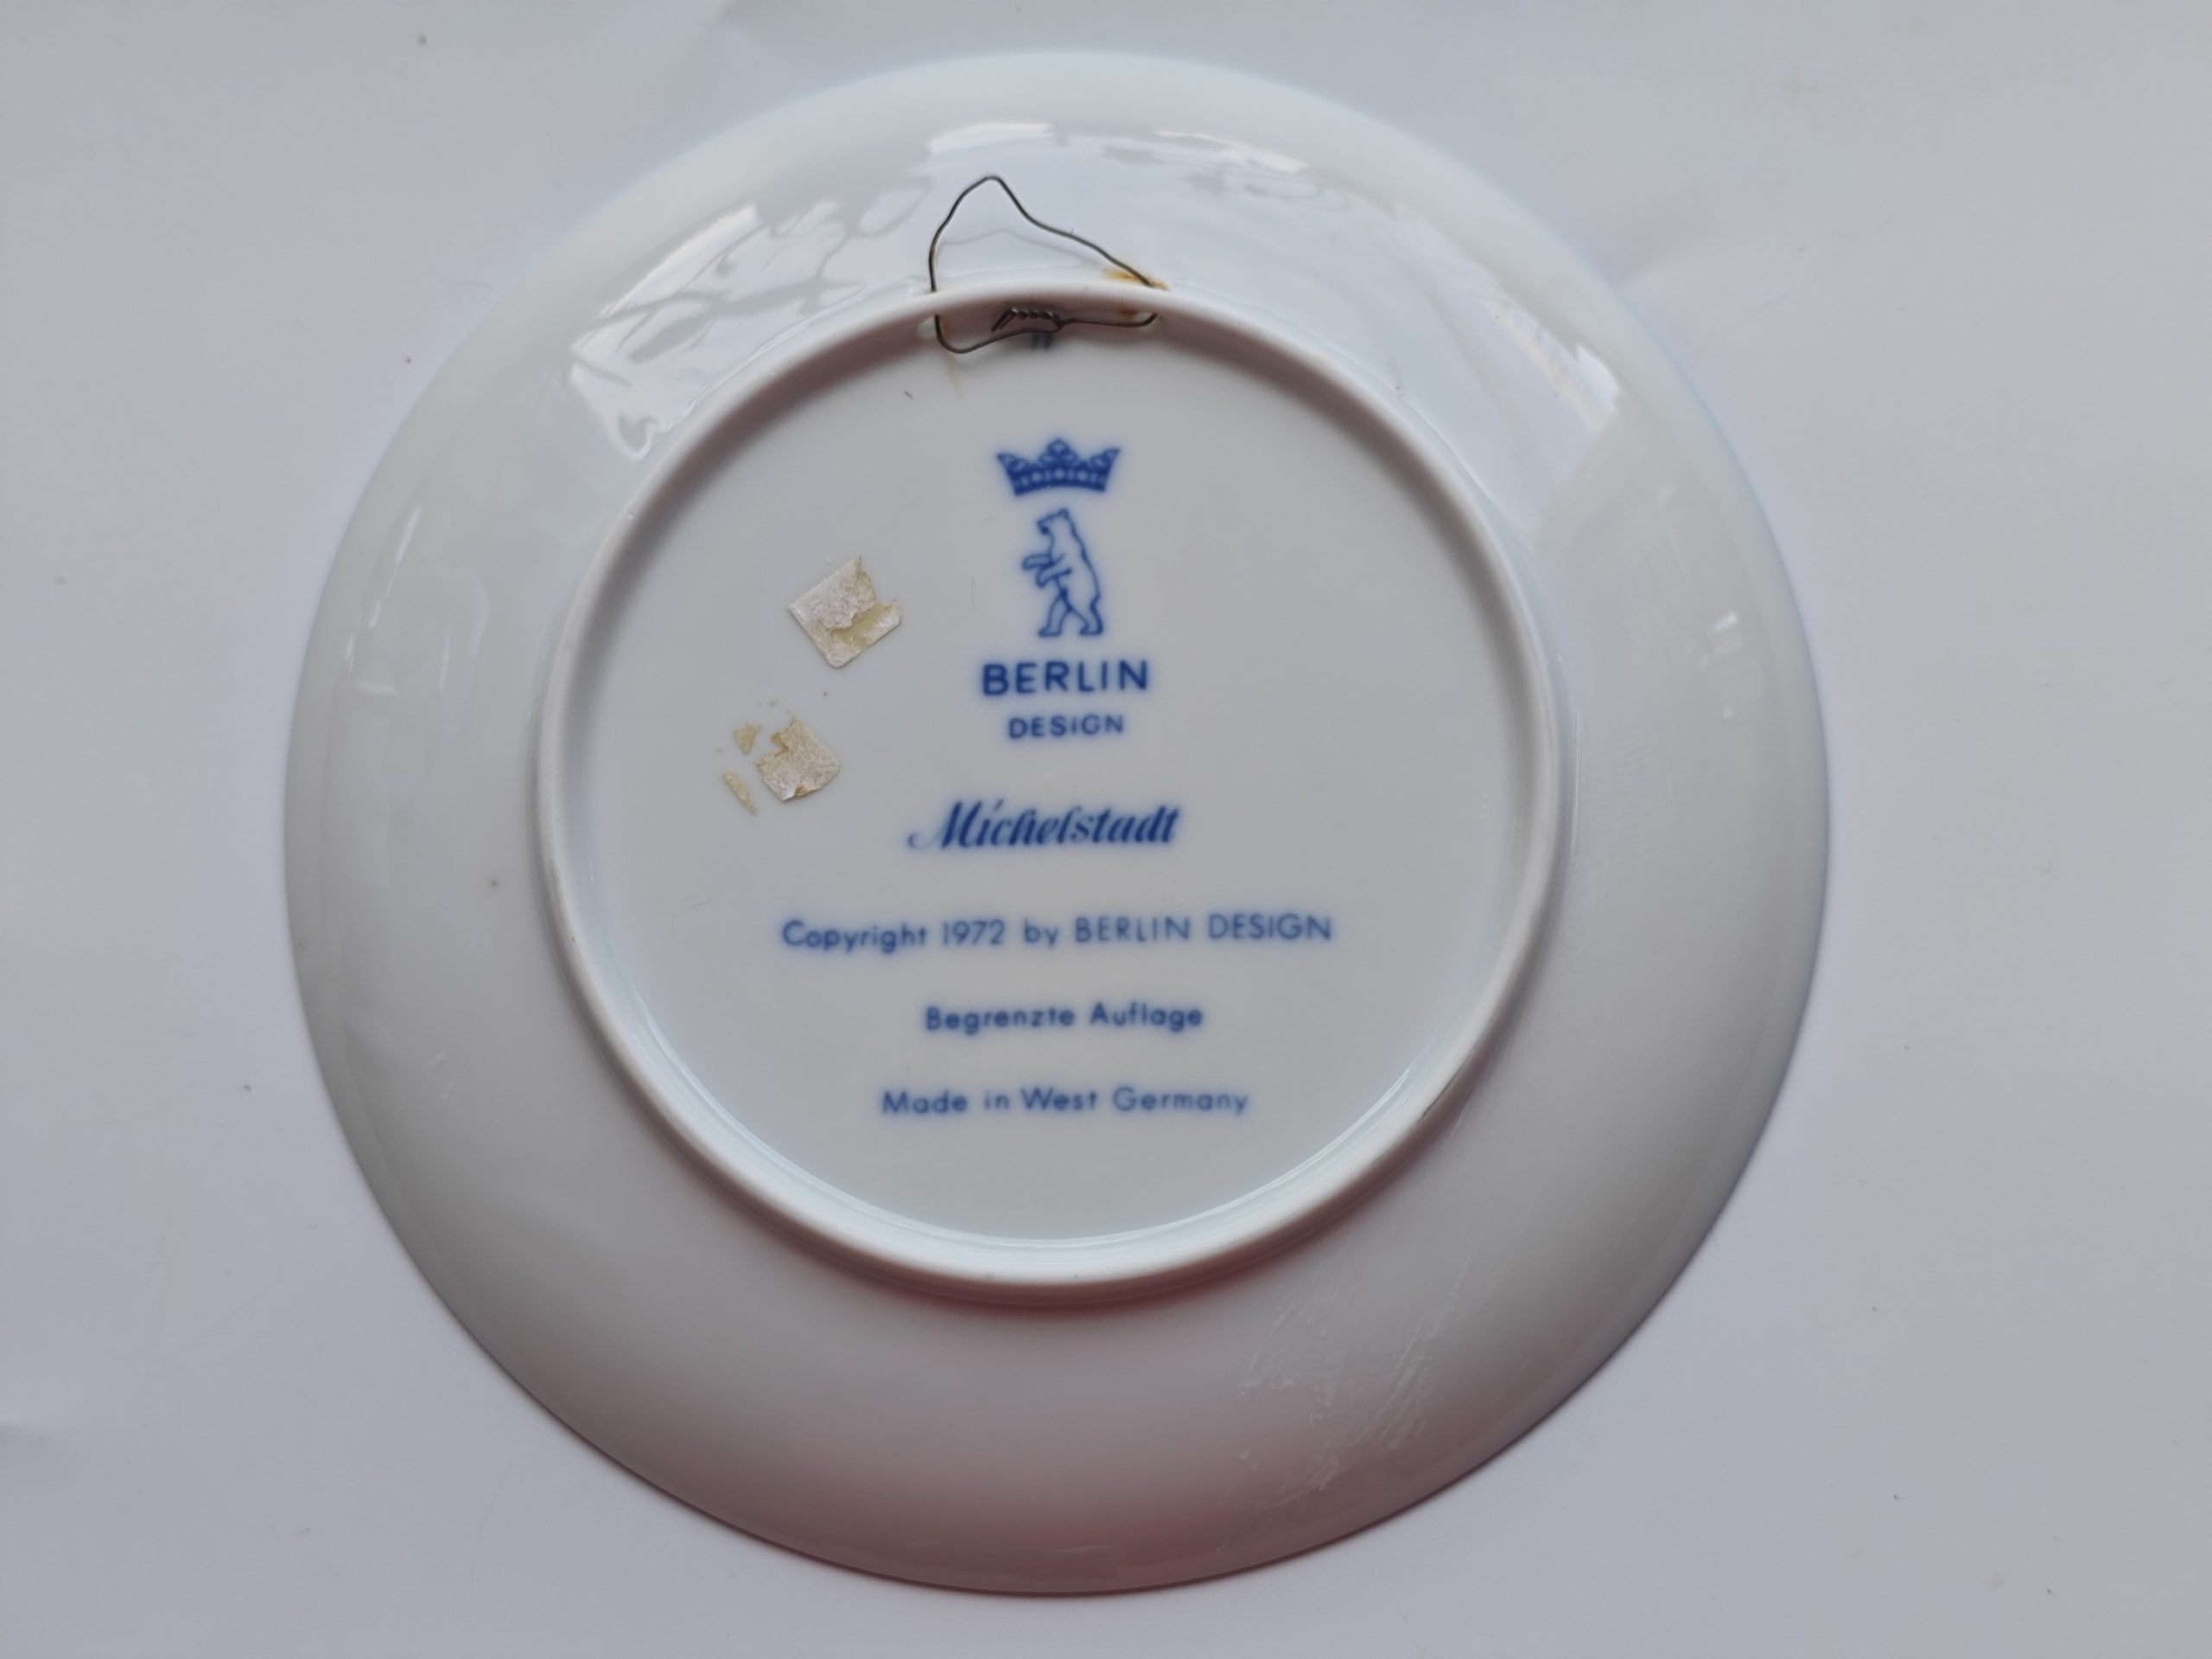 BERLIN
DESIGN
Michelstadt
Copyright 1972 by BERLIN DESIGN
Begrenzte Auflage
Made in West Germany